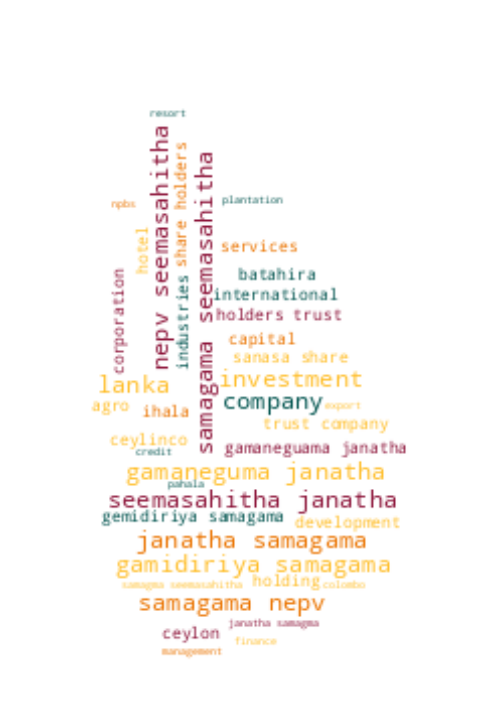 resort
nepv seemasahitha
share holders
samagama seemasahitha
npbs
plantation
hotel
services
corporation
industries
batahira
international
holders trust
capital
sanasa share
lanka
investment
agro
ihala
company
export
trust company
ceylinco
credit
gamaneguama janatha
gamaneguma janatha
pahala
seemasahitha janatha
gemidiriya samagama
development
janatha samagama
gamidiriya samagama
samagma seemasahitha
holding
colombo
samagama nepv
janatha samagma
ceylon
finance
management